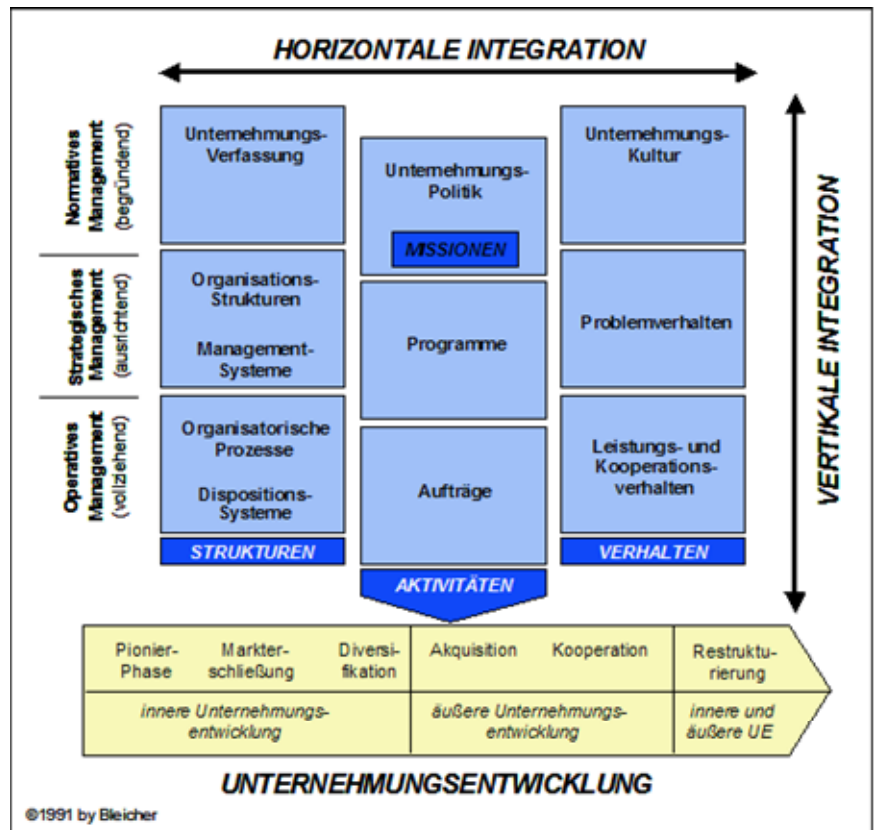 HORIZONTALE INTEGRATION
Normatives
Management
(begründend)
Unternehmungs-
Verfassung
Unternehmungs-
Politik
MISSIONEN
Unternehmungs-
Kultur
Strategisches
Management
(ausrichtend)
Organisations-
Strukturen
Management-
Systeme
Programme
Problemverhalten
Operatives
Management
(vollziehend)
Organisatorische
Prozesse
Dispositions-
Systeme
Aufträge
Leistungs- und
Kooperations-
verhalten
STRUKTUREN
AKTIVITÄTEN
VERHALTEN
VERTIKALE INTEGRATION
Pionier-
Phase
Markter-
schließung
Diversi-
fikation
Akquisition
Kooperation
Restruktu-
rierung
innere Unternehmungs-
entwicklung
äußere Unternehmungs-
entwicklung
innere und
äußere UE
UNTERNEHMUNGSENTWICKLUNG
©1991 by Bleicher